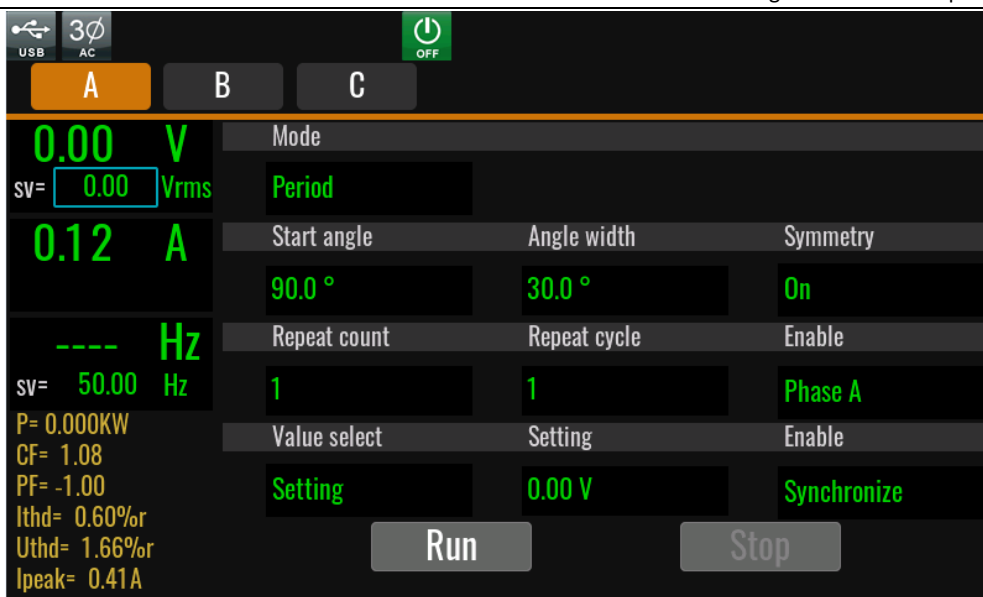 USB
3Ø
AC
OFF
A B C
0.00 V
sv= 0.00 Vrms
0.12 A
---- Hz
sv= 50.00 Hz
P= 0.000KW
CF= 1.08
PF= -1.00
Ithd= 0.60%r
Uthd= 1.66%r
Ipeak= 0.41A
Mode
Period
Start angle Angle width Symmetry
90.0 ° 30.0 ° On
Repeat count Repeat cycle Enable
1 1 Phase A
Value select Setting Enable
Setting 0.00 V Synchronize
Run Stop